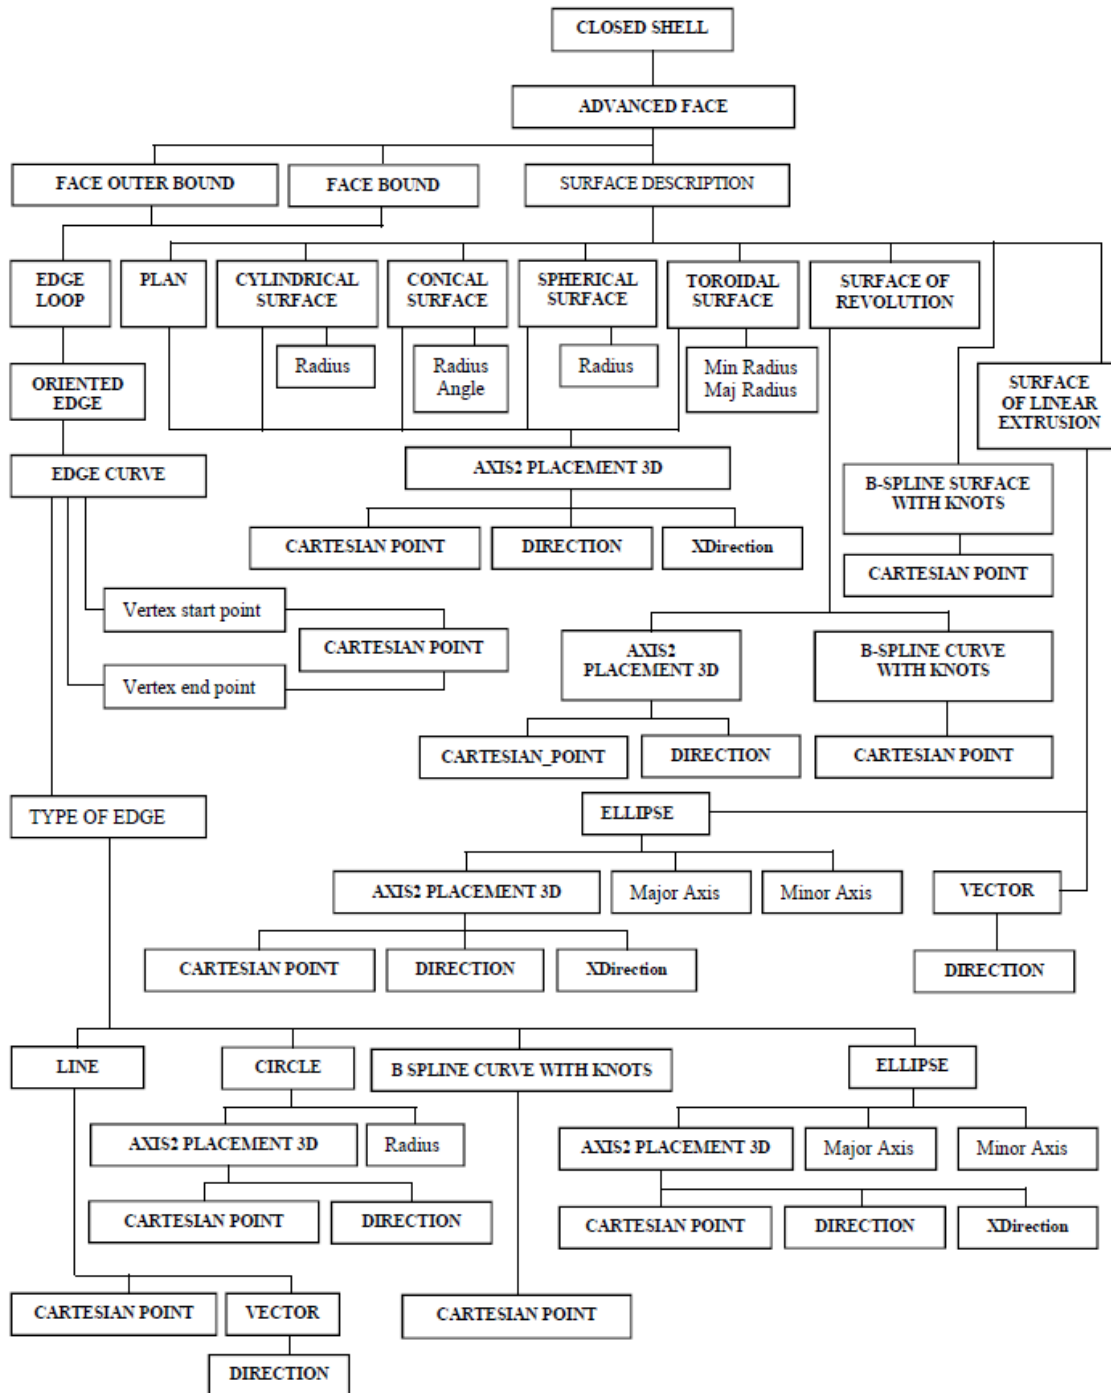 CLOSED SHELL
ADVANCED FACE
FACE OUTER BOUND
FACE BOUND
SURFACE DESCRIPTION
EDGE
LOOP
PLAN
CYLINDRICAL
SURFACE
CONICAL
SURFACE
SPHERICAL
SURFACE
TOROIDAL
SURFACE
SURFACE OF
REVOLUTION
Radius
Radius
Angle
Radius
Min Radius
Maj Radius
ORIENTED
EDGE
SURFACE
OF LINEAR
EXTRUSION
EDGE CURVE
AXIS2 PLACEMENT 3D
B-SPLINE SURFACE
WITH KNOTS
CARTESIAN POINT
DIRECTION
XDirection
CARTESIAN POINT
Vertex start point
CARTESIAN POINT
Vertex end point
AXIS2
PLACEMENT 3D
B-SPLINE CURVE
WITH KNOTS
CARTESIAN_POINT
DIRECTION
CARTESIAN POINT
TYPE OF EDGE
ELLIPSE
AXIS2 PLACEMENT 3D
Major Axis
Minor Axis
VECTOR
CARTESIAN POINT
DIRECTION
XDirection
DIRECTION
LINE
CIRCLE
B SPLINE CURVE WITH KNOTS
ELLIPSE
AXIS2 PLACEMENT 3D
Radius
AXIS2 PLACEMENT 3D
Major Axis
Minor Axis
CARTESIAN POINT
DIRECTION
CARTESIAN POINT
DIRECTION
XDirection
CARTESIAN POINT
VECTOR
CARTESIAN POINT
DIRECTION